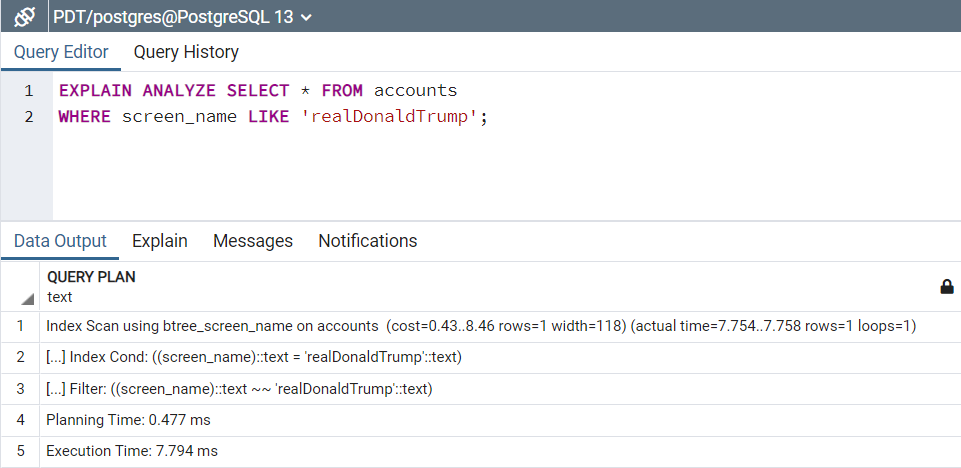 PDT/postgres@PostgreSQL 13
Query Editor Query History
1 EXPLAIN ANALYZE SELECT * FROM accounts
2 WHERE screen_name LIKE 'realDonaldTrump';
Data Output Explain Messages Notifications
QUERY PLAN
text
1 Index Scan using btree_screen_name on accounts (cost=0.43..8.46 rows=1 width=118) (actual time=7.754..7.758 rows=1 loops=1)
2 [...] Index Cond: ((screen_name)::text = 'realDonaldTrump'::text)
3 [...] Filter: ((screen_name)::text ~~ 'realDonaldTrump'::text)
4 Planning Time: 0.477 ms
5 Execution Time: 7.794 ms